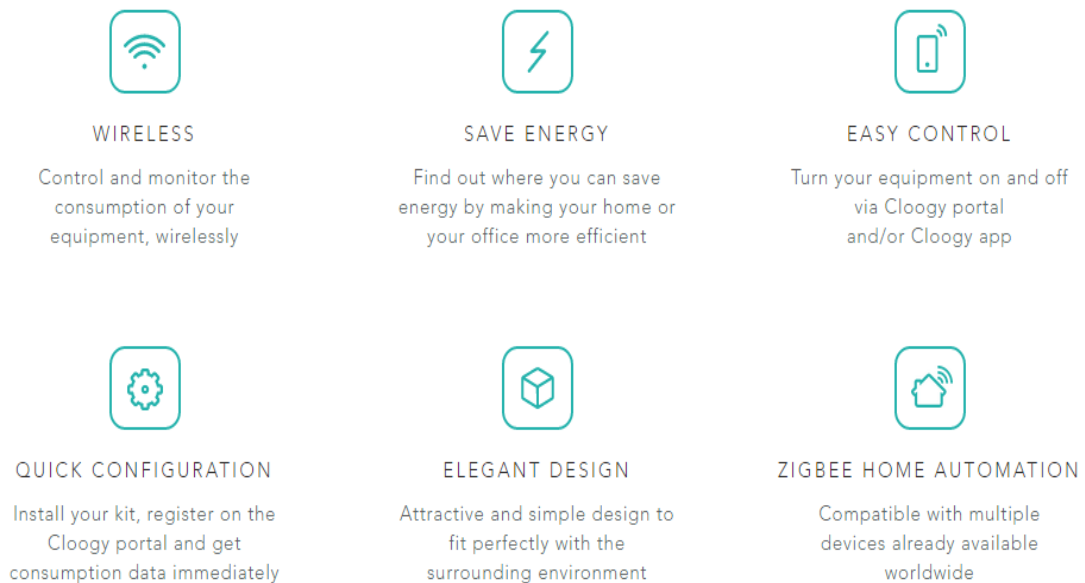 WIRELESS
Control and monitor the
consumption of your
equipment, wirelessly
SAVE ENERGY
Find out where you can save
energy by making your home or
your office more efficient
EASY CONTROL
Turn your equipment on and off
via Cloogy portal
and/or Cloogy app
QUICK CONFIGURATION
Install your kit, register on the
Cloogy portal and get
consumption data immediately
ELEGANT DESIGN
Attractive and simple design to
fit perfectly with the
surrounding environment
ZIGBEE HOME AUTOMATION
Compatible with multiple
devices already available
worldwide